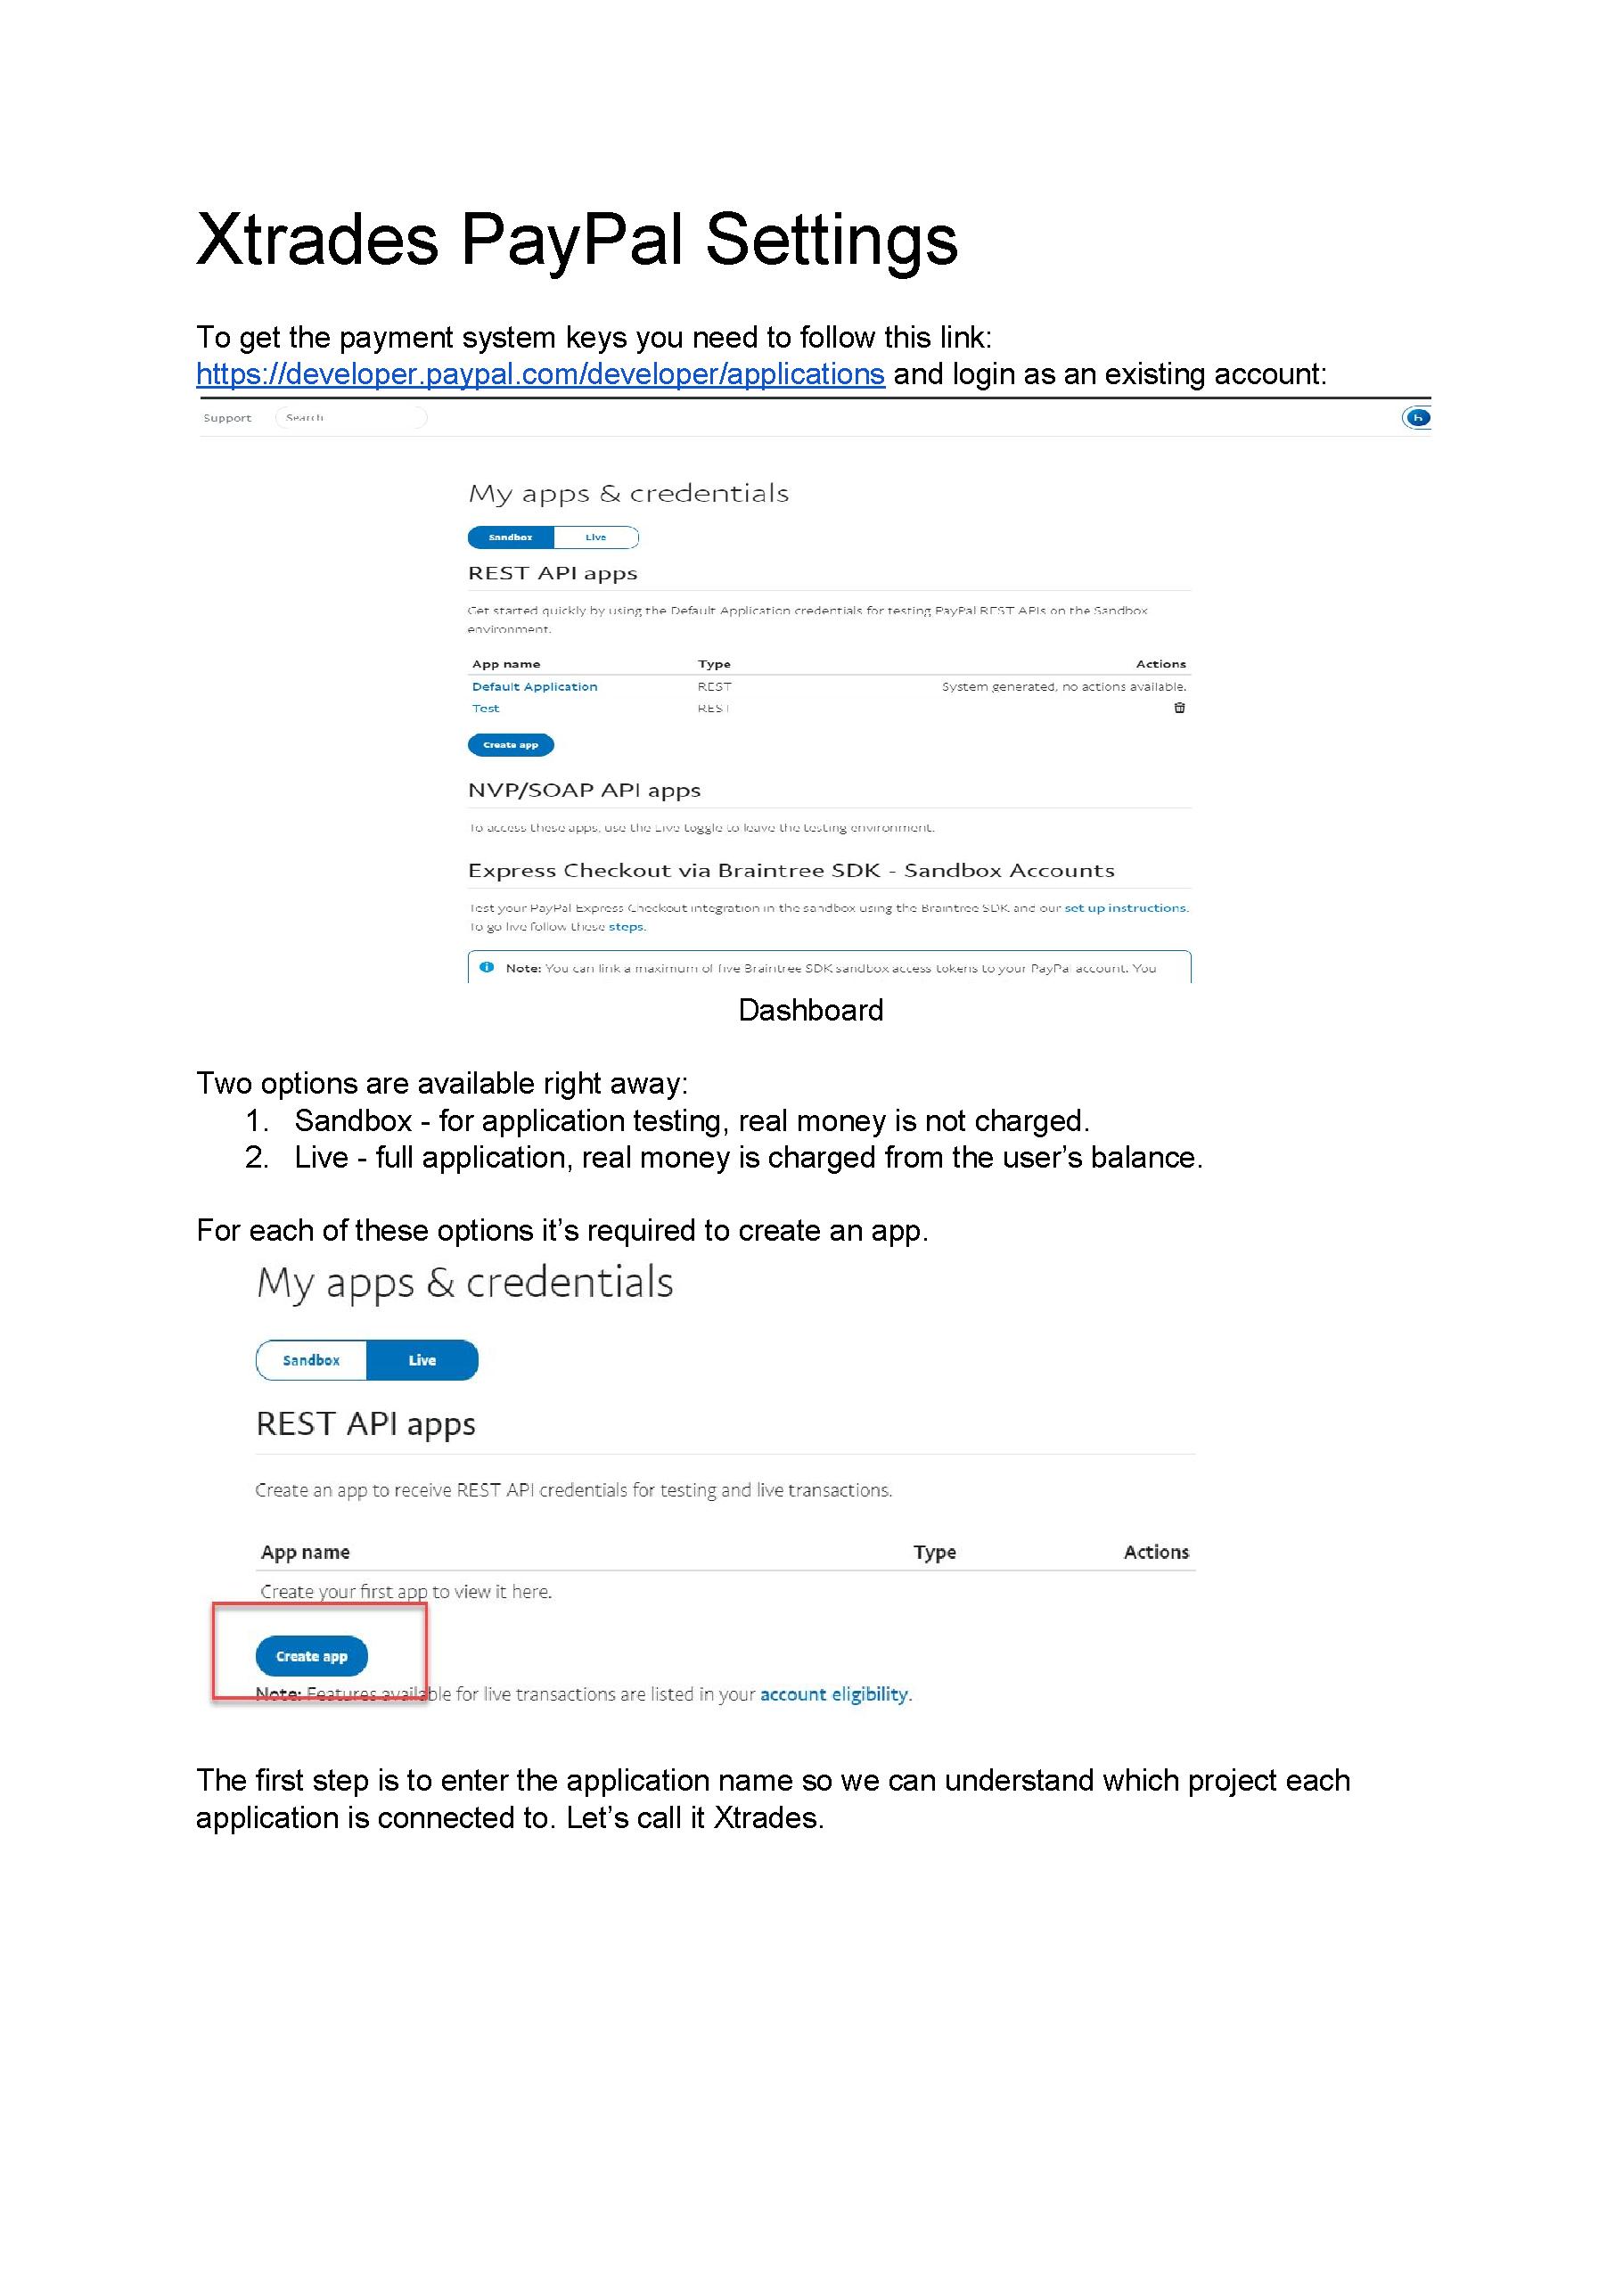 Xtrades PayPal Settings
To get the payment system keys you need to follow this link:
https://developer.paypal.com/developer/applications and login as an existing account:
Support Search
My apps & credentials
Sandbox Live
REST API apps
Get started quickly by using the Default Application credentials for testing PayPal REST APIs on the Sandbox
environment.
App name Type Actions
Default Application REST System generated, no actions available.
Test REST
Create app
NVP/SOAP API apps
To access these apps, use the Live toggle to leave the testing environment.
Express Checkout via Braintree SDK - Sandbox Accounts
Test your PayPal Express Checkout integration in the sandbox using the Braintree SDK and our set up instructions.
To go live follow these steps.
Note: You can link a maximum of five Braintree SDK sandbox access tokens to your PayPal account. You
Dashboard
Two options are available right away:
1. Sandbox - for application testing, real money is not charged.
2. Live - full application, real money is charged from the user’s balance.
For each of these options it’s required to create an app.
My apps & credentials
Sandbox Live
REST API apps
Create an app to receive REST API credentials for testing and live transactions.
App name Type Actions
Create your first app to view it here.
Create app
Note: Features available for live transactions are listed in your account eligibility.
The first step is to enter the application name so we can understand which project each
application is connected to. Let’s call it Xtrades.